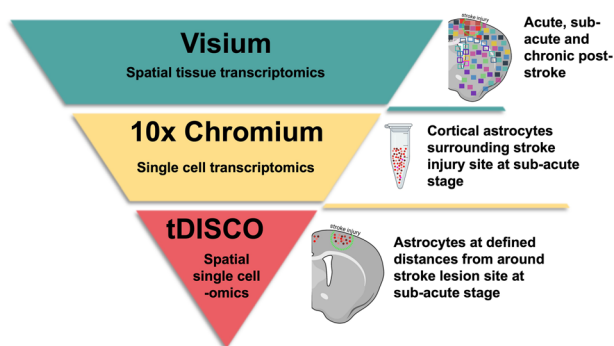 Visium
Spatial tissue transcriptomics
stroke injury
Acute, sub-
acute and
chronic post-
stroke
10x Chromium
Single cell transcriptomics
Cortical astrocytes
surrounding stroke
injury site at sub-acute
stage
tDISCO
Spatial
single cell
-omics
stroke injury
Astrocytes at defined
distances from around
stroke lesion site at
sub-acute stage